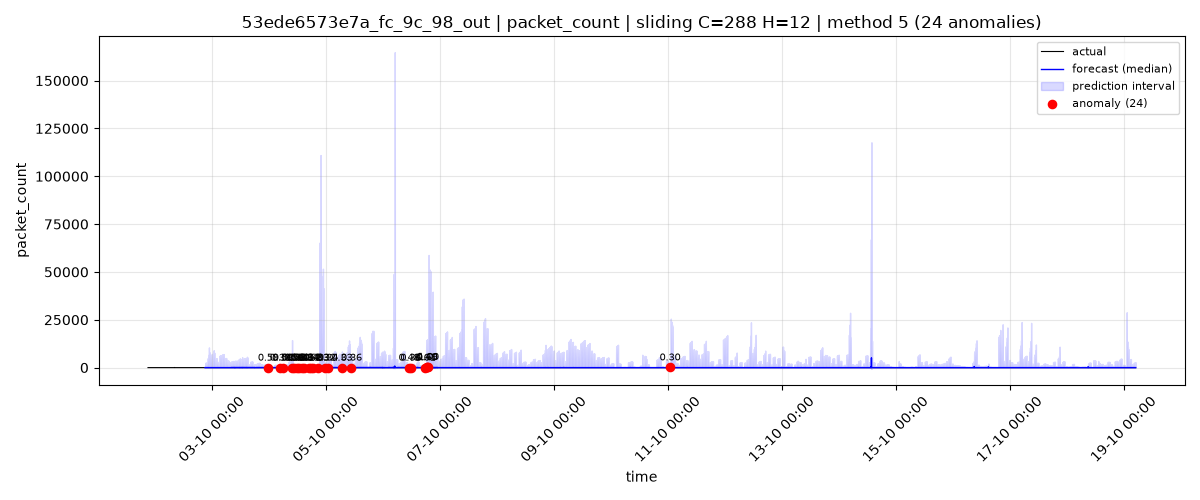 53ede6573e7a_fc_9c_98_out | packet_count | sliding C=288 H=12 | method 5 (24 anomalies)
actual
forecast (median)
prediction interval
anomaly (24)
packet_count
150000
125000
100000
75000
50000
25000
0
0.30
03-10 00:00
05-10 00:00
07-10 00:00
09-10 00:00
11-10 00:00
13-10 00:00
15-10 00:00
17-10 00:00
19-10 00:00
time